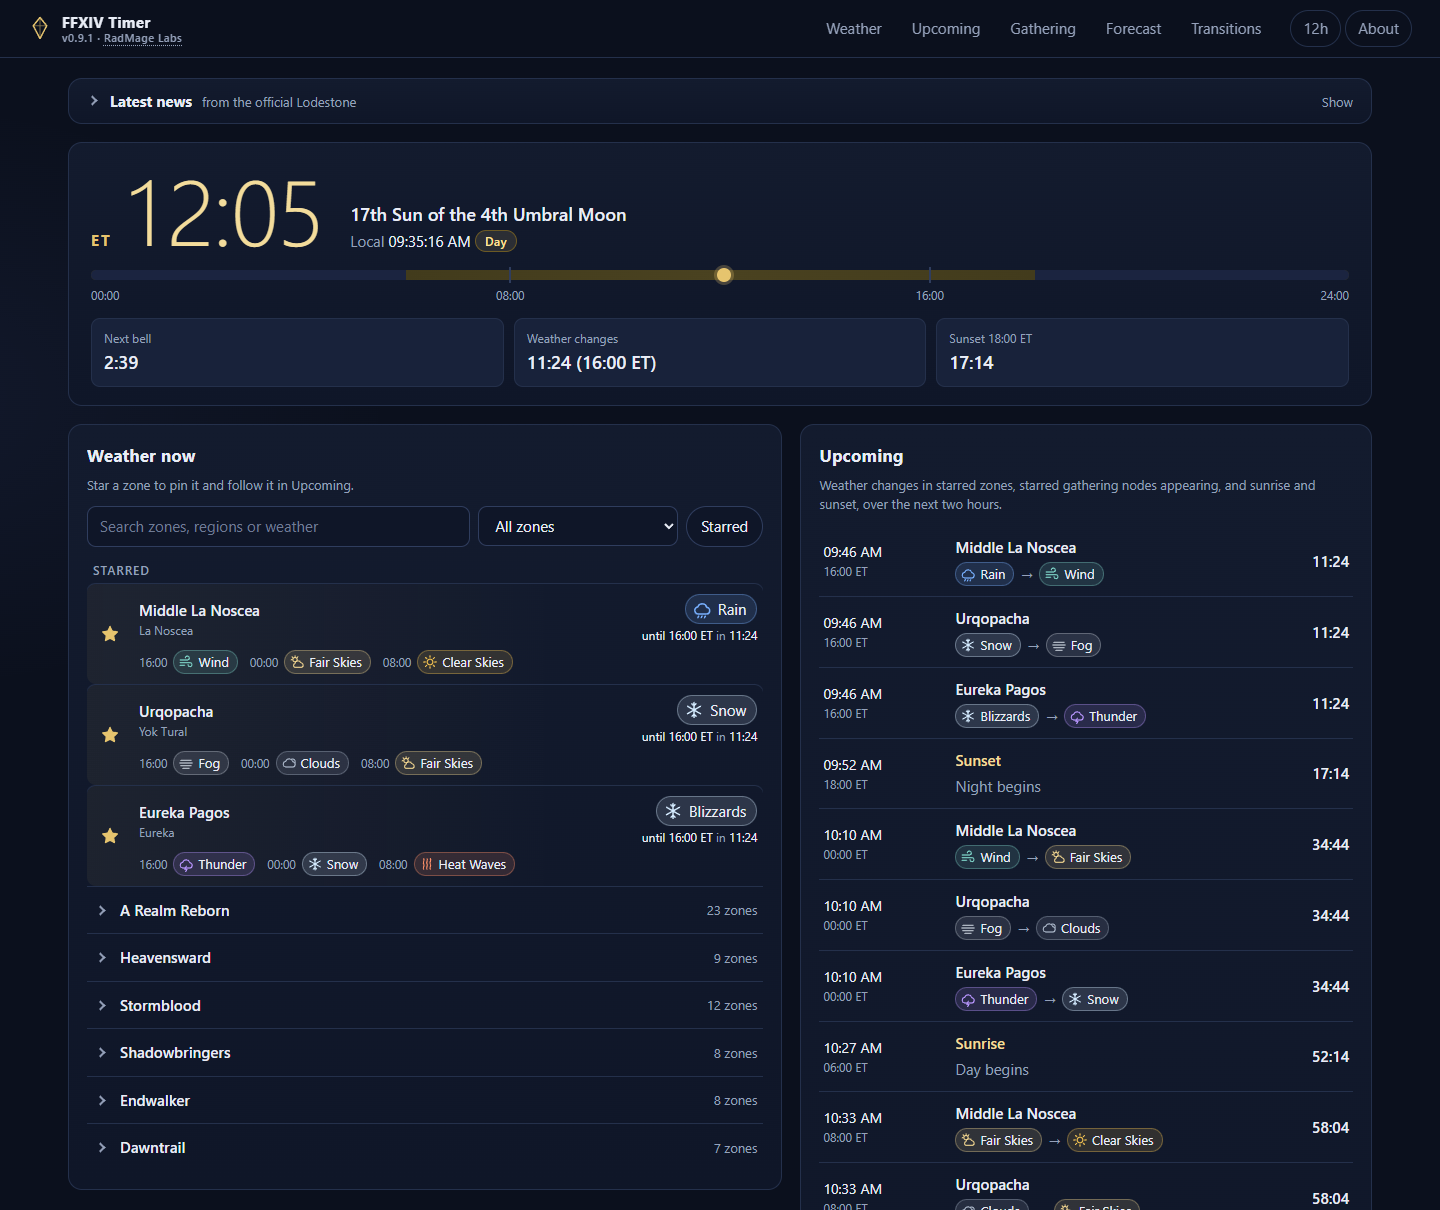 FFXIV Timer
v0.9.1 · RadMage Labs
Weather
Upcoming
Gathering
Forecast
Transitions
12h
About
Latest news from the official Lodestone
Show
ET 12:05
17th Sun of the 4th Umbral Moon
Local 09:35:16 AM Day
00:00
08:00
16:00
24:00
Next bell
2:39
Weather changes
11:24 (16:00 ET)
Sunset 18:00 ET
17:14
Weather now
Star a zone to pin it and follow it in Upcoming.
Search zones, regions or weather
All zones
Starred
STARRED
Middle La Noscea
La Noscea
Rain
until 16:00 ET in 11:24
16:00 Wind 00:00 Fair Skies 08:00 Clear Skies
Urqopacha
Yok Tural
Snow
until 16:00 ET in 11:24
16:00 Fog 00:00 Clouds 08:00 Fair Skies
Eureka Pagos
Eureka
Blizzards
until 16:00 ET in 11:24
16:00 Thunder 00:00 Snow 08:00 Heat Waves
A Realm Reborn 23 zones
Heavensward 9 zones
Stormblood 12 zones
Shadowbringers 8 zones
Endwalker 8 zones
Dawntrail 7 zones
Upcoming
Weather changes in starred zones, starred gathering nodes appearing, and sunrise and
sunset, over the next two hours.
09:46 AM
16:00 ET
Middle La Noscea
Rain → Wind
11:24
09:46 AM
16:00 ET
Urqopacha
Snow → Fog
11:24
09:46 AM
16:00 ET
Eureka Pagos
Blizzards → Thunder
11:24
09:52 AM
18:00 ET
Sunset
Night begins
17:14
10:10 AM
00:00 ET
Middle La Noscea
Wind → Fair Skies
34:44
10:10 AM
00:00 ET
Urqopacha
Fog → Clouds
34:44
10:10 AM
00:00 ET
Eureka Pagos
Thunder → Snow
34:44
10:27 AM
06:00 ET
Sunrise
Day begins
52:14
10:33 AM
08:00 ET
Middle La Noscea
Fair Skies → Clear Skies
58:04
10:33 AM
08:00 ET
Urqopacha
Clouds → Fair Skies
58:04